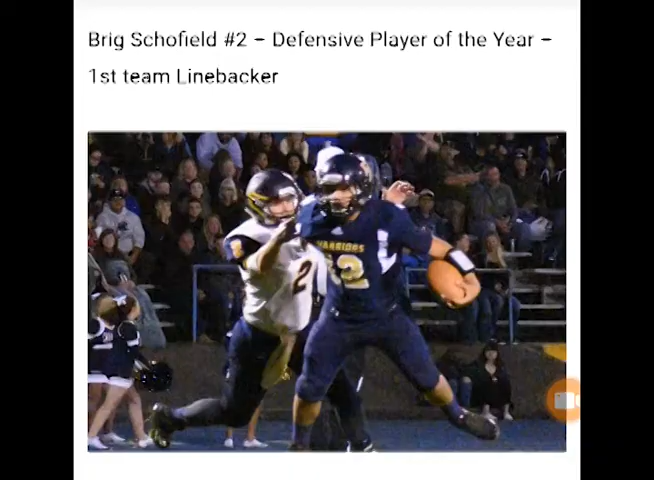 Brig Schofield #2 – Defensive Player of the Year –
1st team Linebacker
WARRIORS
2